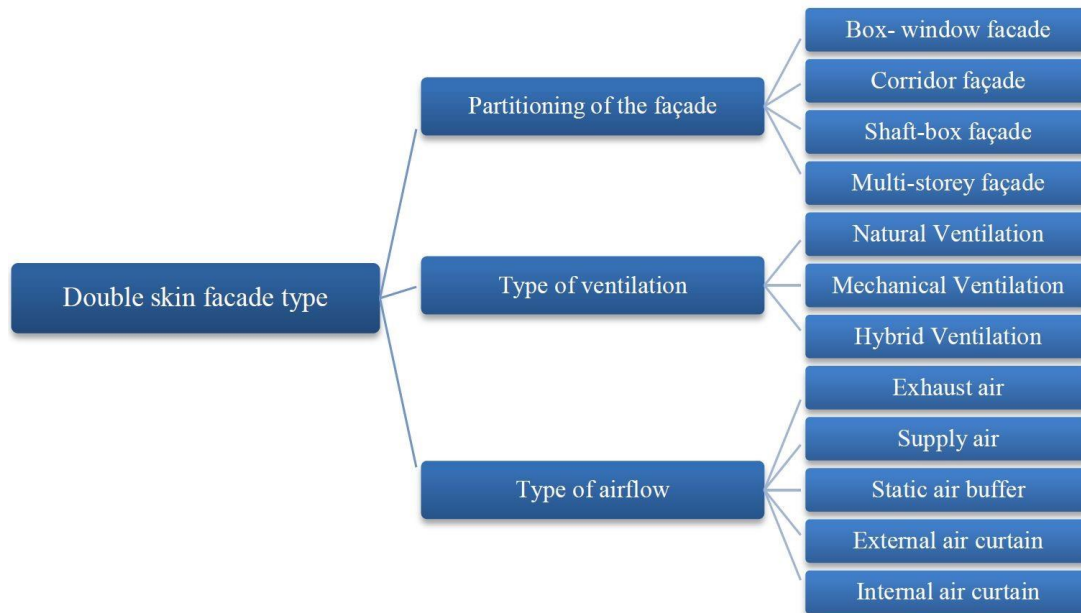 Double skin facade type
Partitioning of the façade
Box- window facade
Corridor façade
Shaft-box façade
Multi-storey façade
Type of ventilation
Natural Ventilation
Mechanical Ventilation
Hybrid Ventilation
Type of airflow
Exhaust air
Supply air
Static air buffer
External air curtain
Internal air curtain